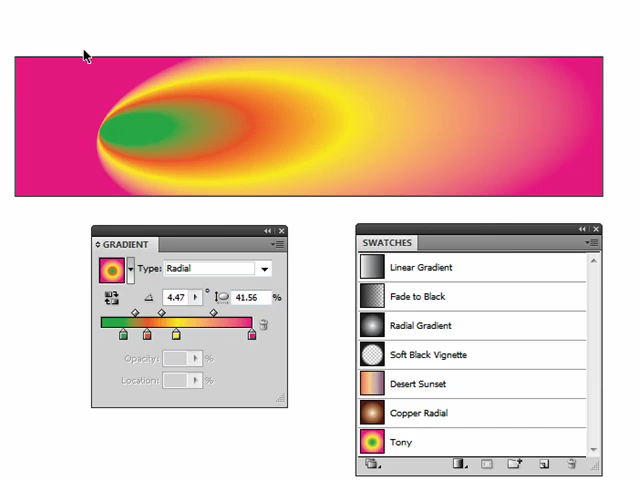 GRADIENT
Type: Radial
4.47 ° 41.56 %
Opacity: %
Location: %
SWATCHES
Linear Gradient
Fade to Black
Radial Gradient
Soft Black Vignette
Desert Sunset
Copper Radial
Tony